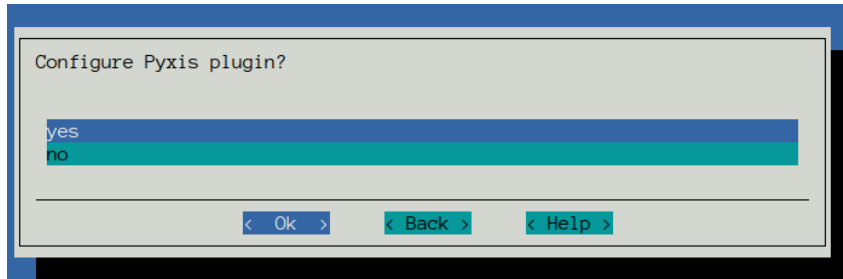 Configure Pyxis plugin?
yes
no
< Ok > < Back > < Help >